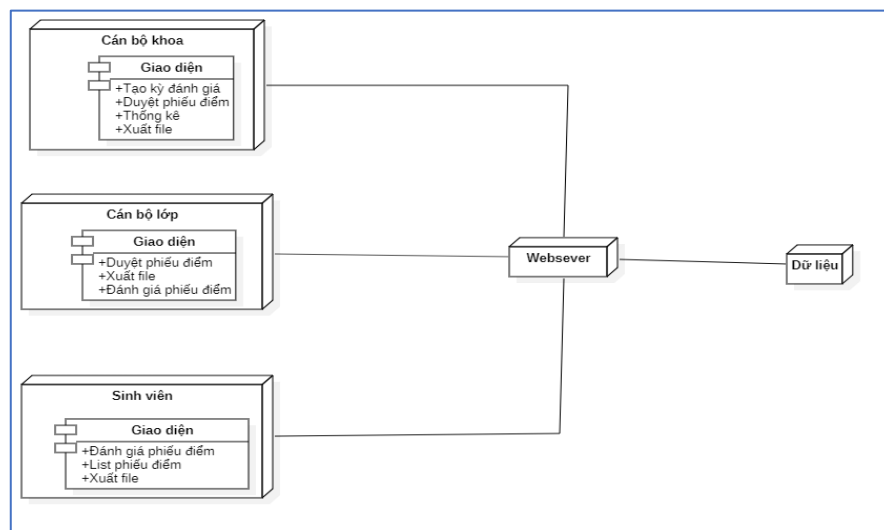 Cán bộ khoa
Giao diện
+Tạo kỳ đánh giá
+Duyệt phiếu điểm
+Thống kê
+Xuất file
Cán bộ lớp
Giao diện
+Duyệt phiếu điểm
+Xuất file
+Đánh giá phiếu điểm
Websever
Dữ liệu
Sinh viên
Giao diện
+Đánh giá phiếu điểm
+List phiếu điểm
+Xuất file